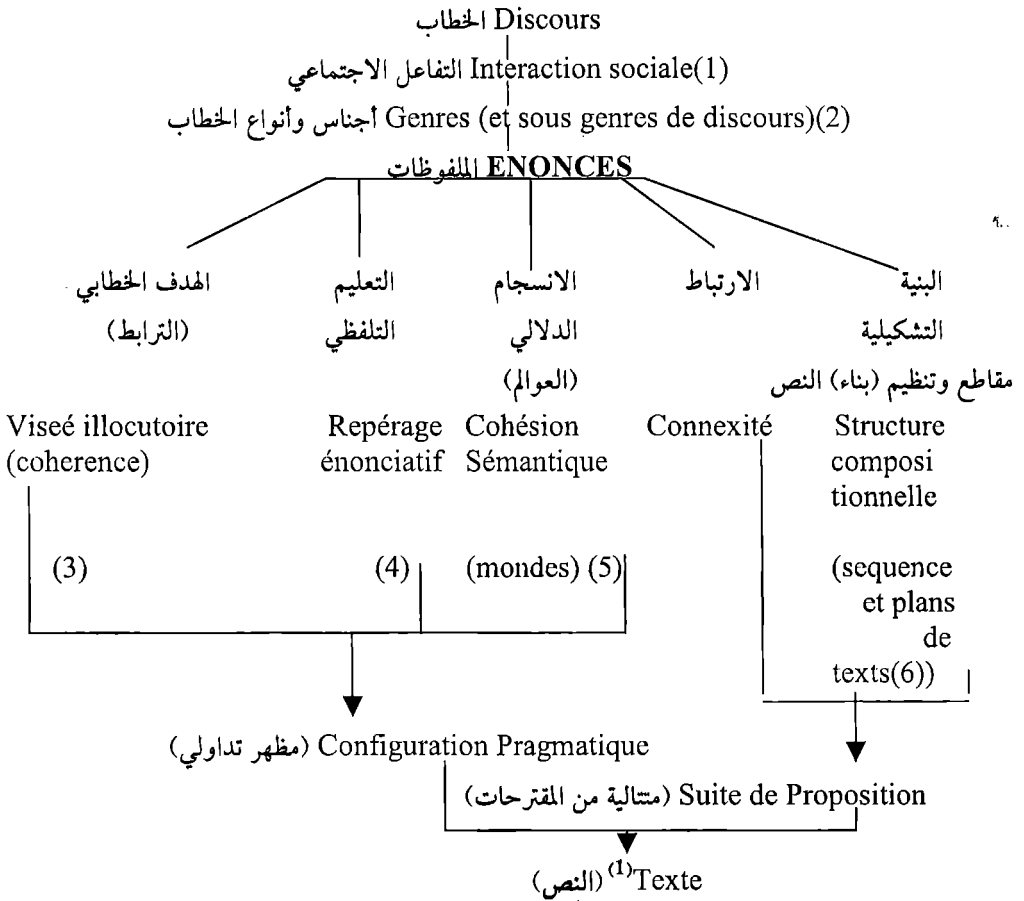 الخطاب Discours
التفاعل الاجتماعي Interaction sociale(1)
أجناس وأنواع الخطاب Genres (et sous genres de discours)(2)
الملفوظات ENONCES
الهدف الخطابي التعليم الانسجام الارتباط البنية
(الترابط) التلفظي الدلالي التشكيلية
(العوالم) مقاطع وتنظيم (بناء) النص
Viseé illocutoire Repérage Cohésion Connexité Structure
(coherence) énonciatif Sémantique composi
tionnelle
(3) (4) (mondes) (5) (sequence
et plans
de
texts(6))
(مظهر تداولي) Configuration Pragmatique
(متتالية من المقترحات) Suite de Proposition
(النص) (1)Texte